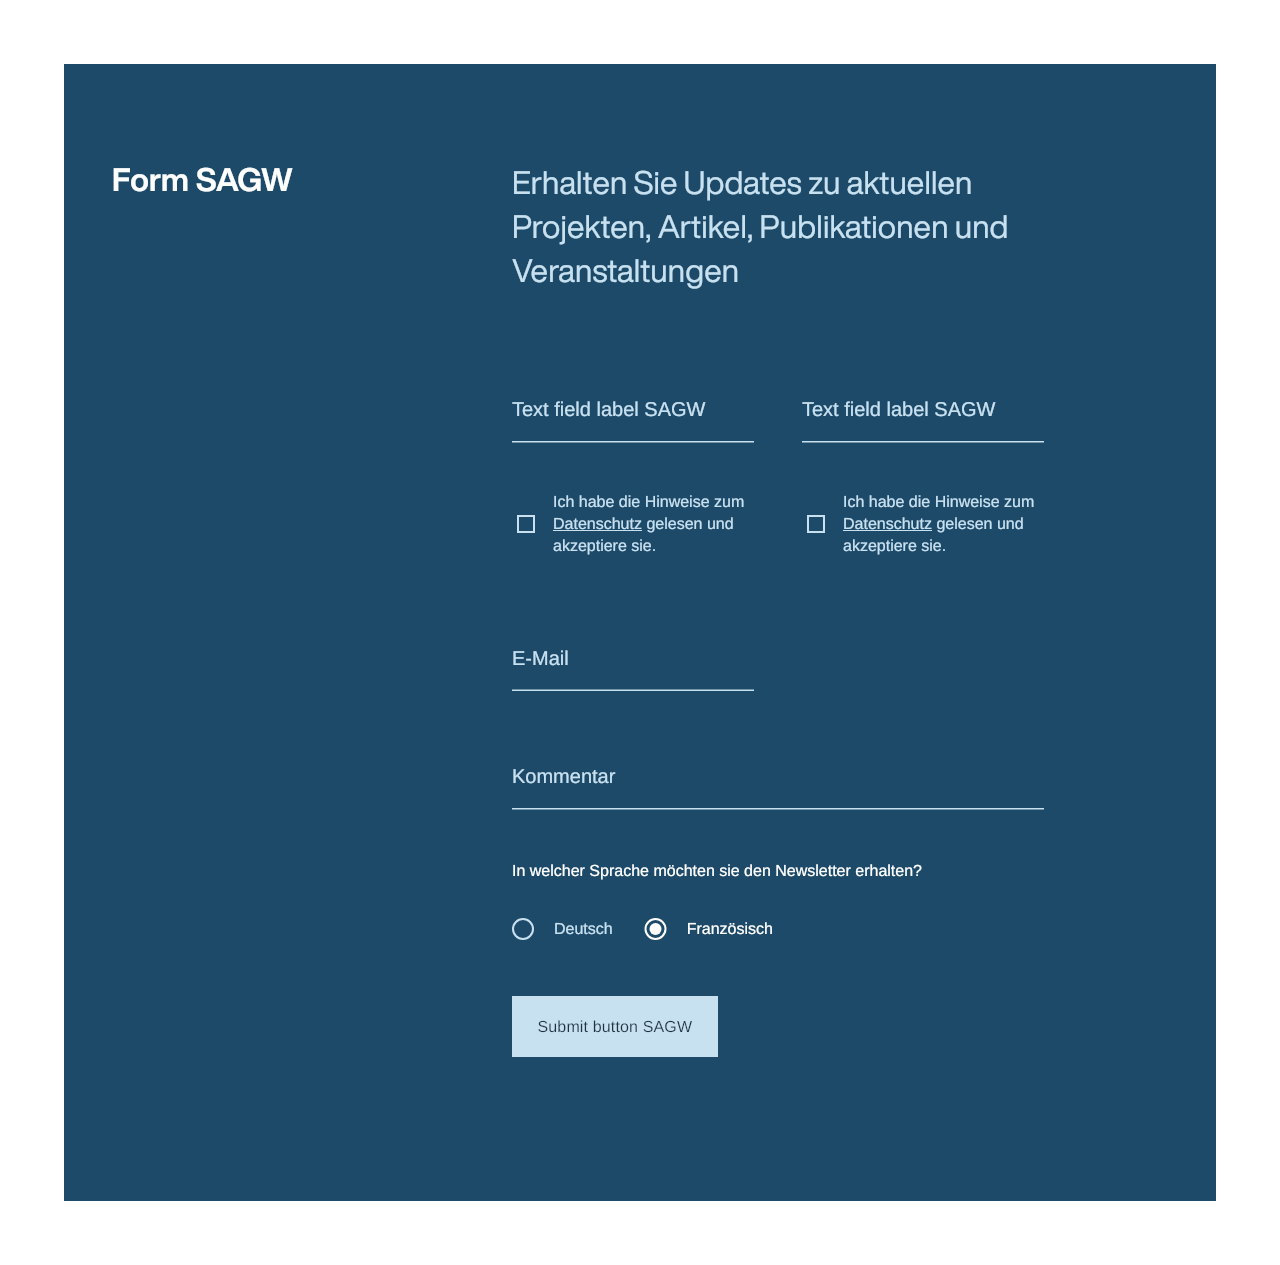 Form SAGW
Erhalten Sie Updates zu aktuellen
Projekten, Artikel, Publikationen und
Veranstaltungen
Text field label SAGW
Text field label SAGW
Ich habe die Hinweise zum
Datenschutz gelesen und
akzeptiere sie.
Ich habe die Hinweise zum
Datenschutz gelesen und
akzeptiere sie.
E-Mail
Kommentar
In welcher Sprache möchten sie den Newsletter erhalten?
Deutsch
Französisch
Submit button SAGW